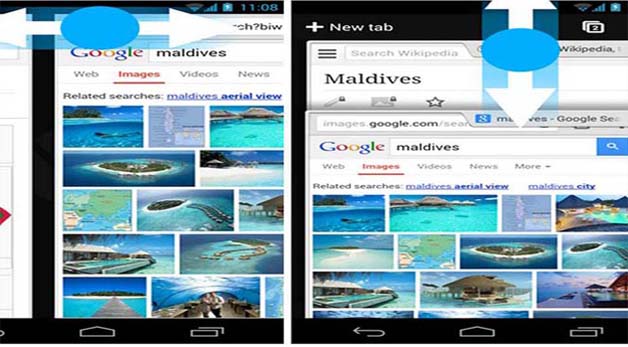 11:08
rch?biw
Google maldives
Web Images Videos News
Related searches: maldives aerial view
+ New tab
2
Search Wikipedia
Wikipedia, t
Maldives
images.google.com/sear
maldives - Google Sea
Google maldives
Web Images Videos News More
Related searches: maldives aerial view maldives city